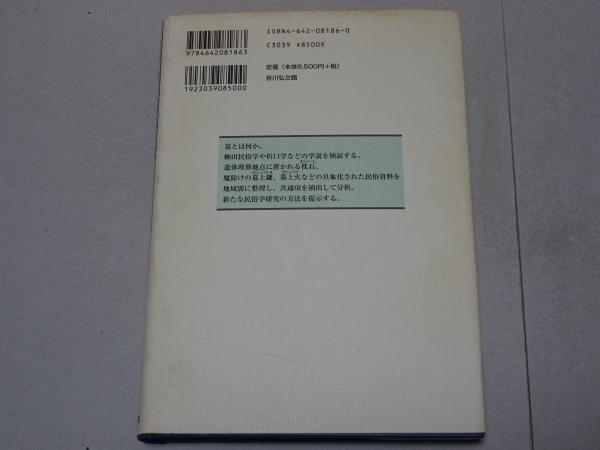 ISBN4-642-08186-0
C3039 ¥8500E
9784642081863
定価（本体8,500円+税）
吉川弘文館
1923039085000
墓とは何か。
柳田民俗学や折口学などの学説を検証する。
遺体埋葬地点に置かれる枕石、
魔除けの墓上鎌、墓上火などの具象化された民俗資料を
地域別に整理し、共通項を抽出して分析。
新たな民俗学研究の方法を提示する。